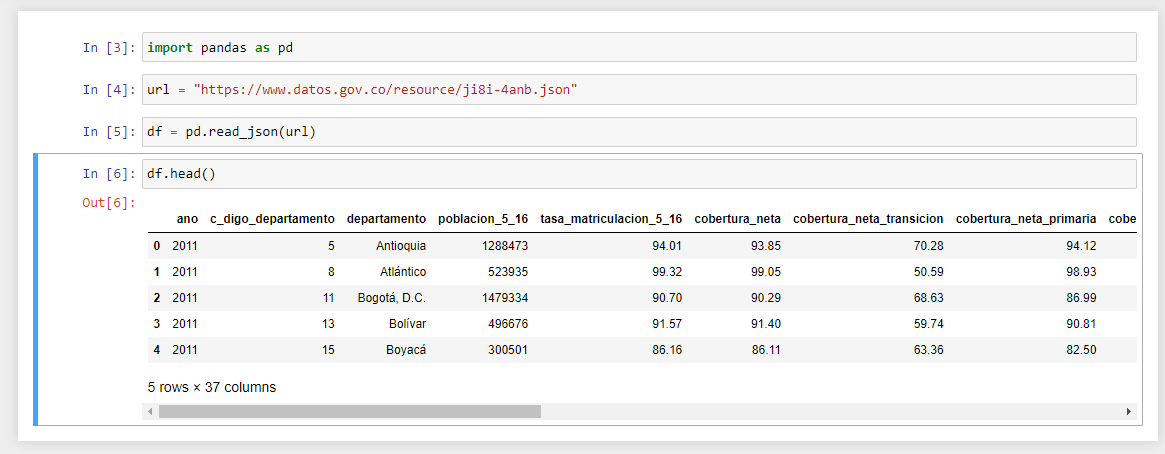 In [3]: import pandas as pd
In [4]: url = "https://www.datos.gov.co/resource/ji8i-4anb.json"
In [5]: df = pd.read_json(url)
In [6]: df.head()
Out[6]:
ano c_digo_departamento departamento poblacion_5_16 tasa_matriculacion_5_16 cobertura_neta cobertura_neta_transicion cobertura_neta_primaria cobe
0 2011 5 Antioquia 1288473 94.01 93.85 70.28 94.12
1 2011 8 Atlántico 523935 99.32 99.05 50.59 98.93
2 2011 11 Bogotá, D.C. 1479334 90.70 90.29 68.63 86.99
3 2011 13 Bolívar 496676 91.57 91.40 59.74 90.81
4 2011 15 Boyacá 300501 86.16 86.11 63.36 82.50
5 rows × 37 columns